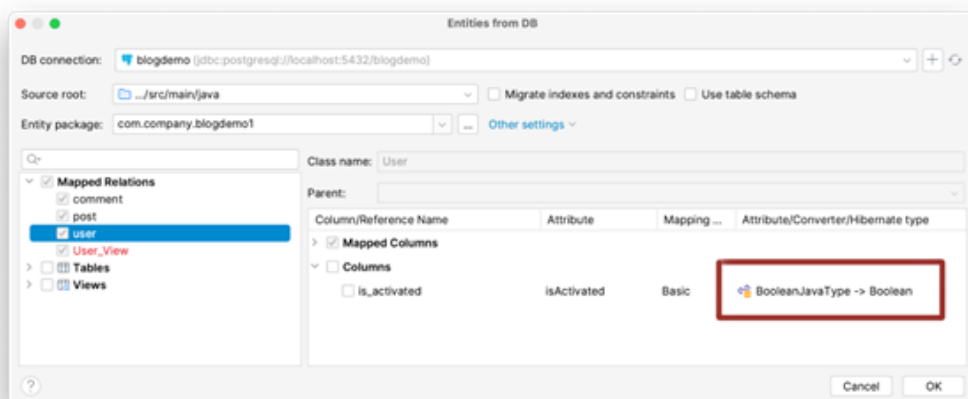 Entities from DB
DB connection: blogdemo (jdbc:postgresql://localhost:5432/blogdemo)
Source root: .../src/main/java Migrate indexes and constraints Use table schema
Entity package: com.company.blogdemo1 ... Other settings
Class name: User
Mapped Relations
Parent:
comment
post
Column/Reference Name Attribute Mapping ... Attribute/Converter/Hibernate type
user
Mapped Columns
User_View
Tables
Columns
Views
is_activated isActivated Basic BooleanJavaType -> Boolean
? Cancel OK